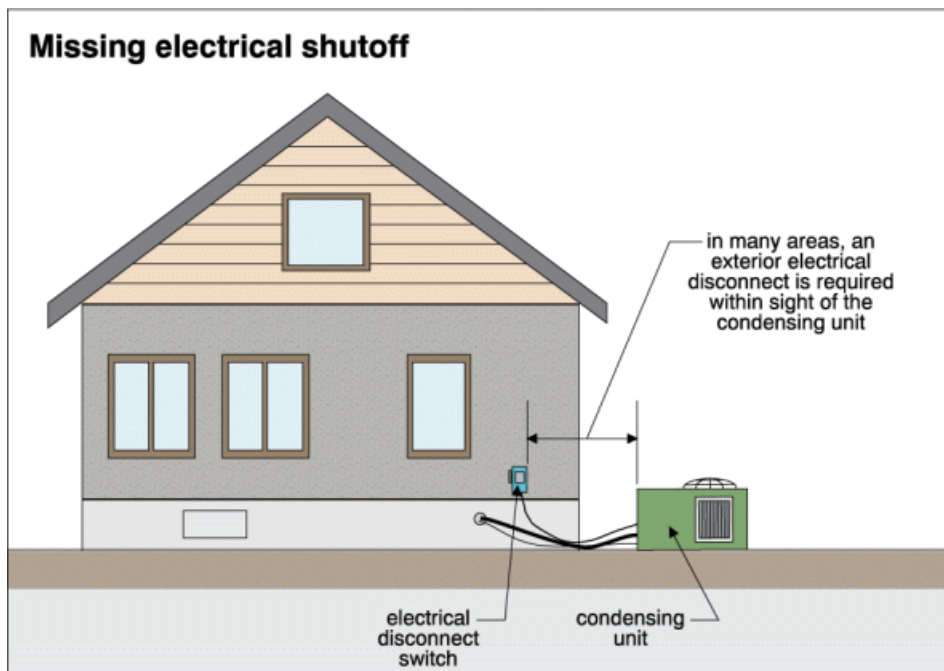 Missing electrical shutoff
in many areas, an
exterior electrical
disconnect is required
within sight of the
condensing unit
electrical
disconnect
switch
condensing
unit